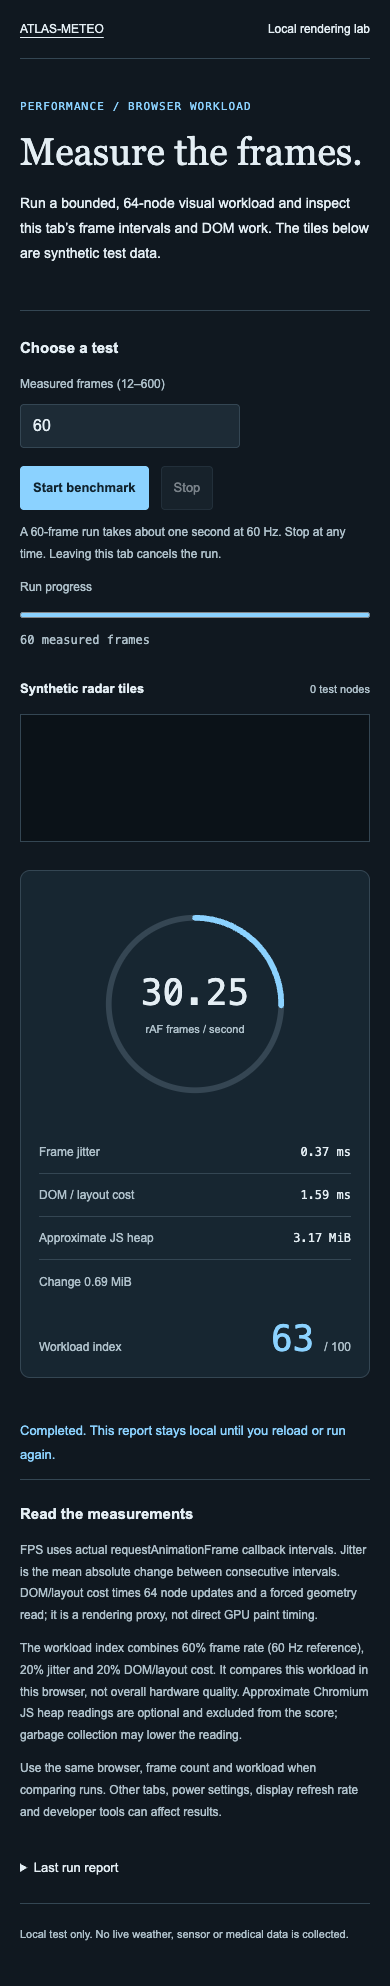 ATLAS-METEO
Local rendering lab
PERFORMANCE / BROWSER WORKLOAD
Measure the frames.
Run a bounded, 64-node visual workload and inspect
this tab’s frame intervals and DOM work. The tiles below
are synthetic test data.
Choose a test
Measured frames (12–600)
60
Start benchmark
Stop
A 60-frame run takes about one second at 60 Hz. Stop at any
time. Leaving this tab cancels the run.
Run progress
60 measured frames
Synthetic radar tiles
0 test nodes
30.25
rAF frames / second
Frame jitter
0.37 ms
DOM / layout cost
1.59 ms
Approximate JS heap
3.17 MiB
Change 0.69 MiB
Workload index
63 / 100
Completed. This report stays local until you reload or run
again.
Read the measurements
FPS uses actual requestAnimationFrame callback intervals. Jitter
is the mean absolute change between consecutive intervals.
DOM/layout cost times 64 node updates and a forced geometry
read; it is a rendering proxy, not direct GPU paint timing.
The workload index combines 60% frame rate (60 Hz reference),
20% jitter and 20% DOM/layout cost. It compares this workload in
this browser, not overall hardware quality. Approximate Chromium
JS heap readings are optional and excluded from the score;
garbage collection may lower the reading.
Use the same browser, frame count and workload when
comparing runs. Other tabs, power settings, display refresh rate
and developer tools can affect results.
Last run report
Local test only. No live weather, sensor or medical data is collected.